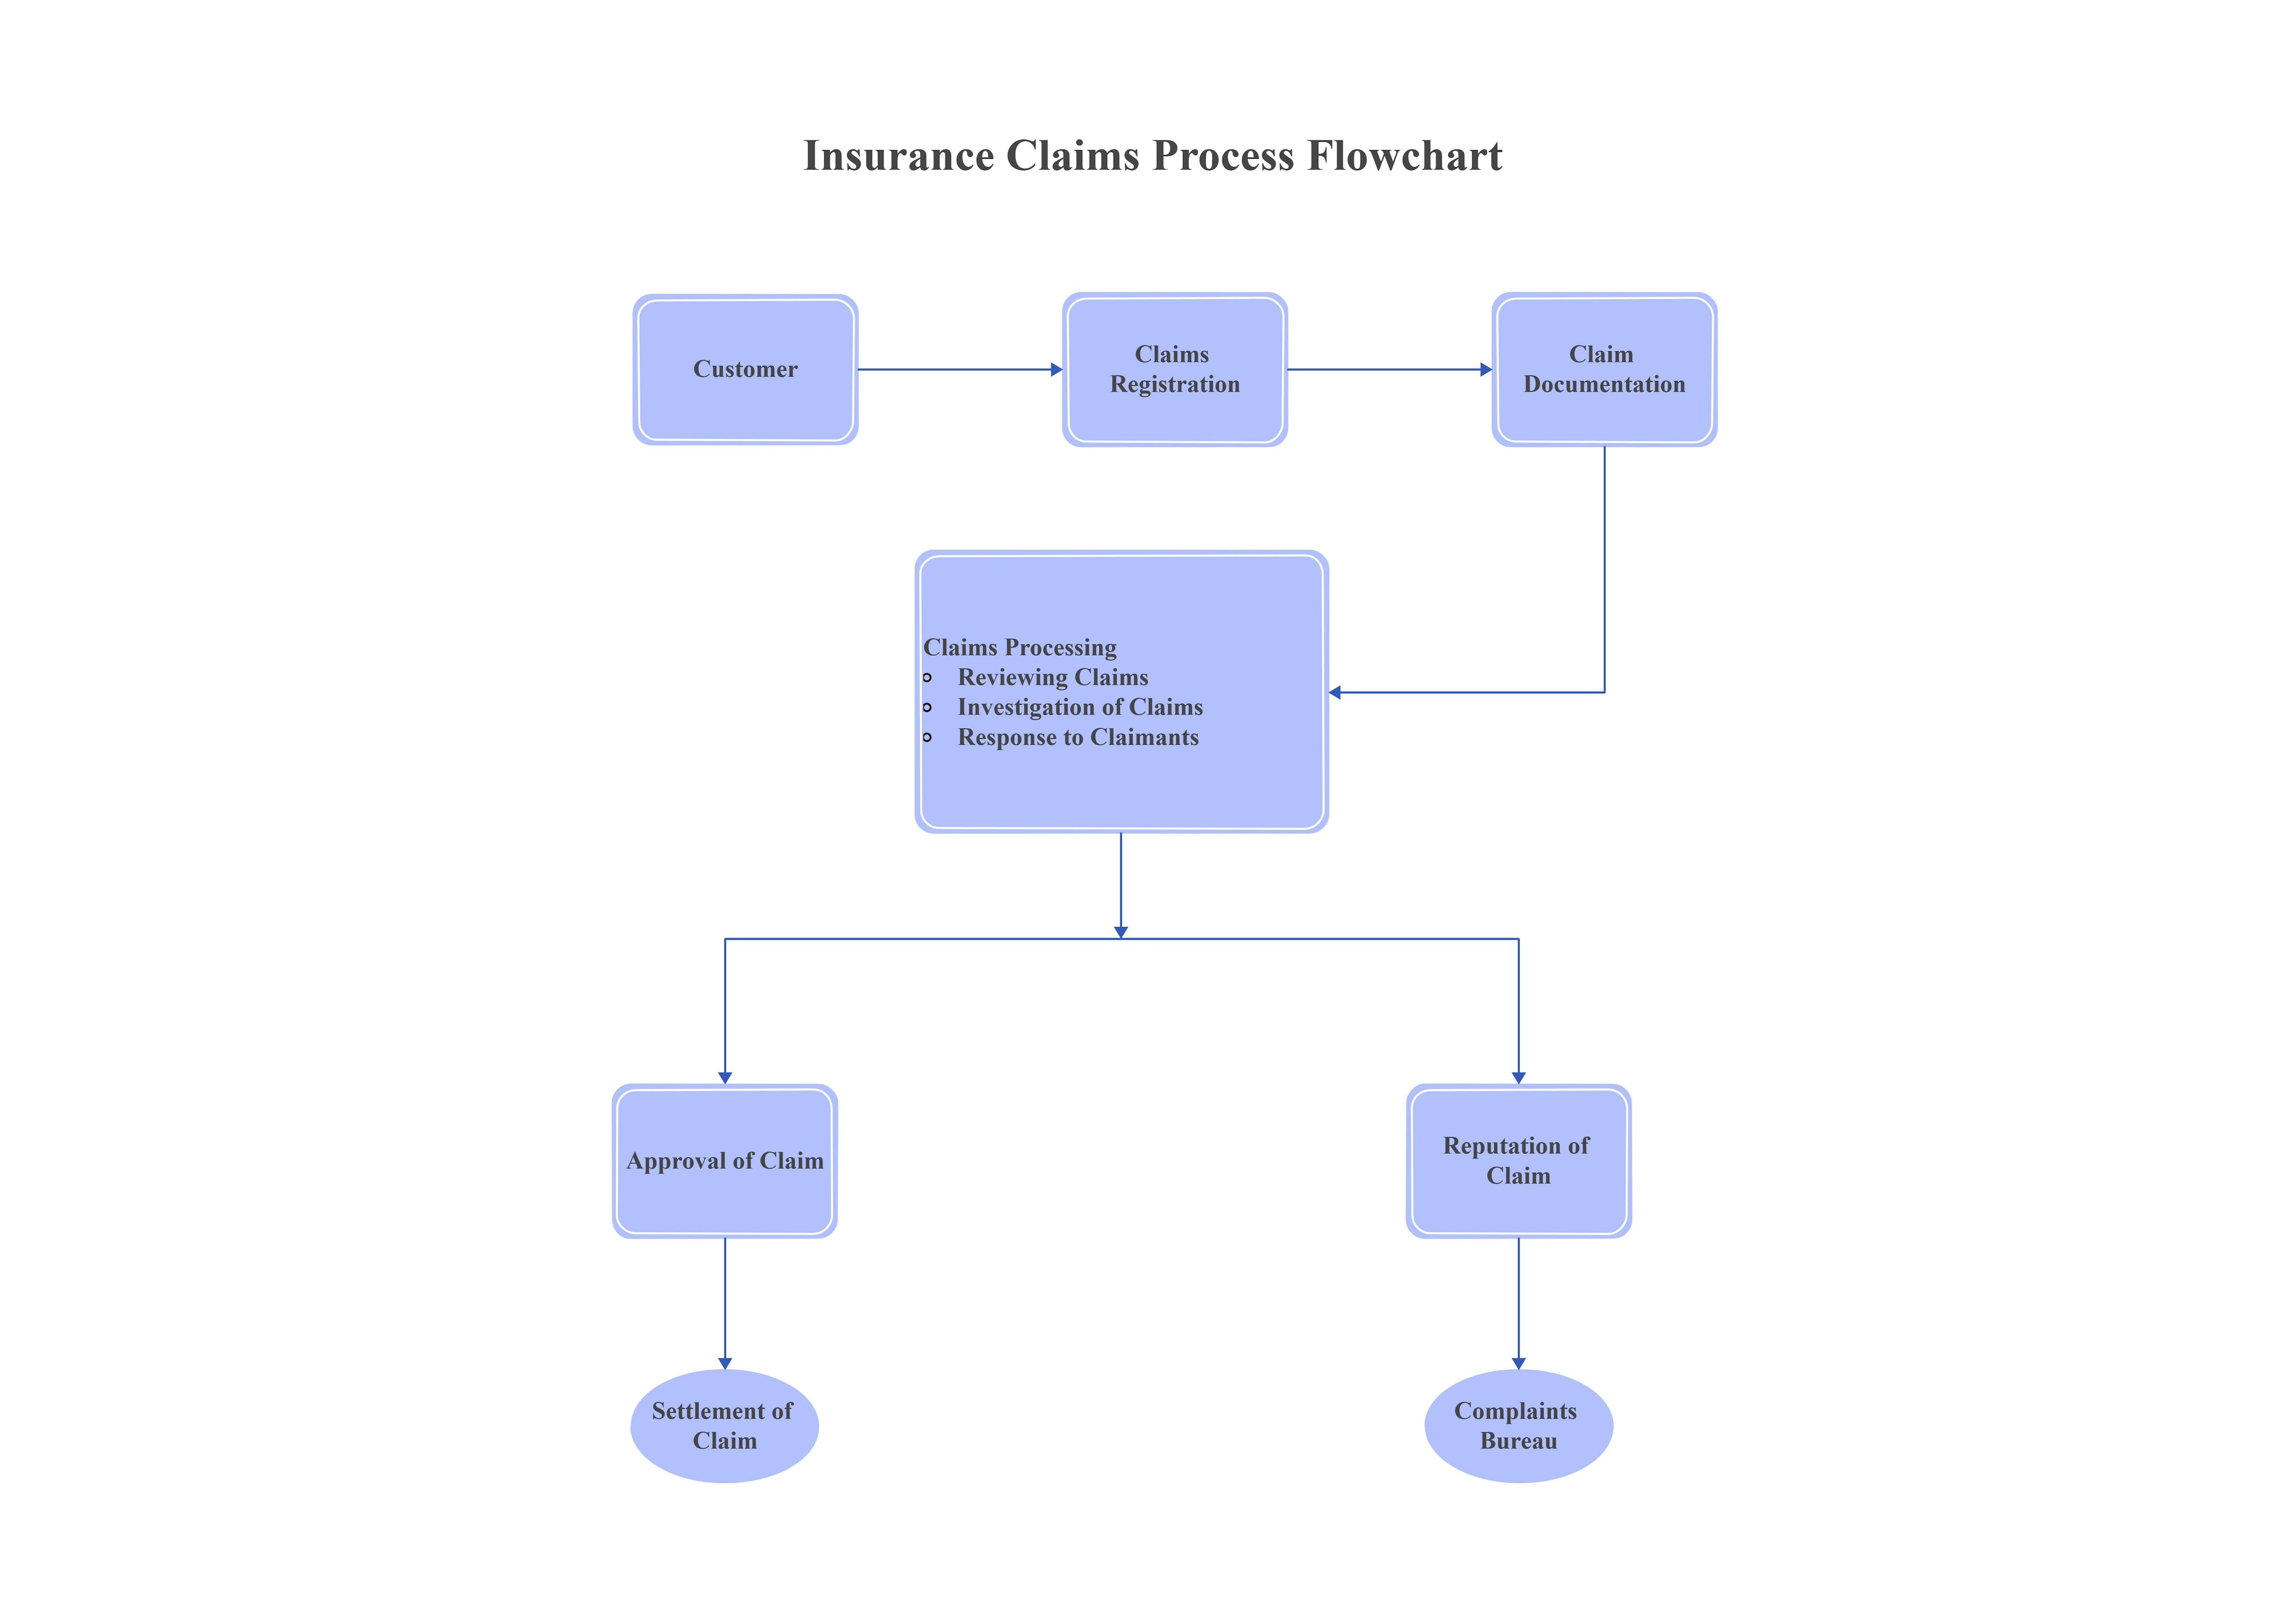 Insurance Claims Process Flowchart
Customer
Claims
Registration
Claim
Documentation
Claims Processing
Reviewing Claims
Investigation of Claims
Response to Claimants
Approval of Claim
Reputation of
Claim
Settlement of
Claim
Complaints
Bureau